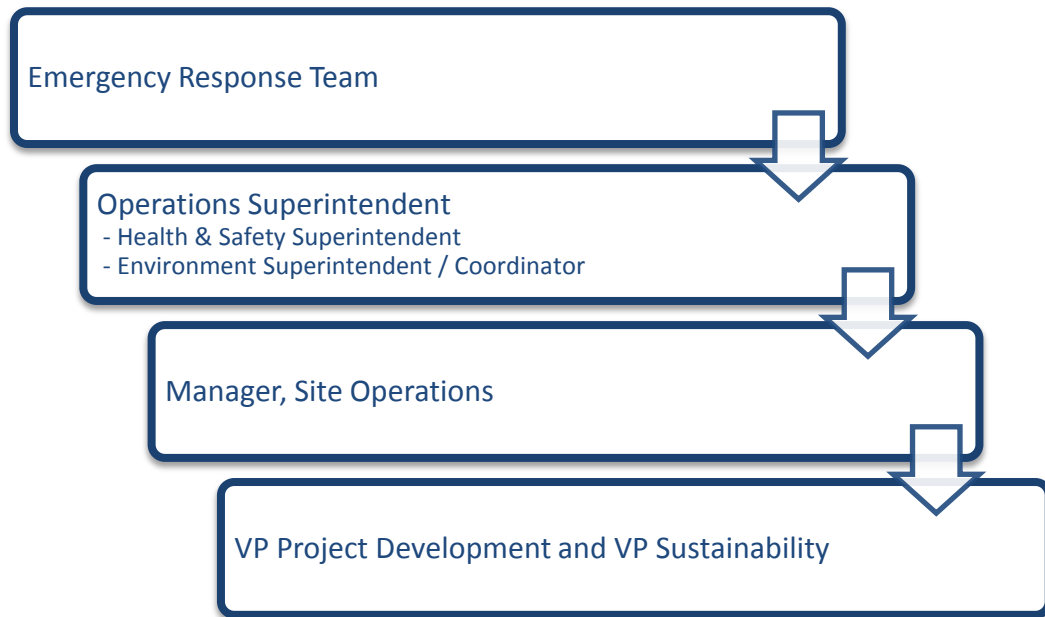 Emergency Response Team
Operations Superintendent
- Health & Safety Superintendent
- Environment Superintendent / Coordinator
Manager, Site Operations
VP Project Development and VP Sustainability